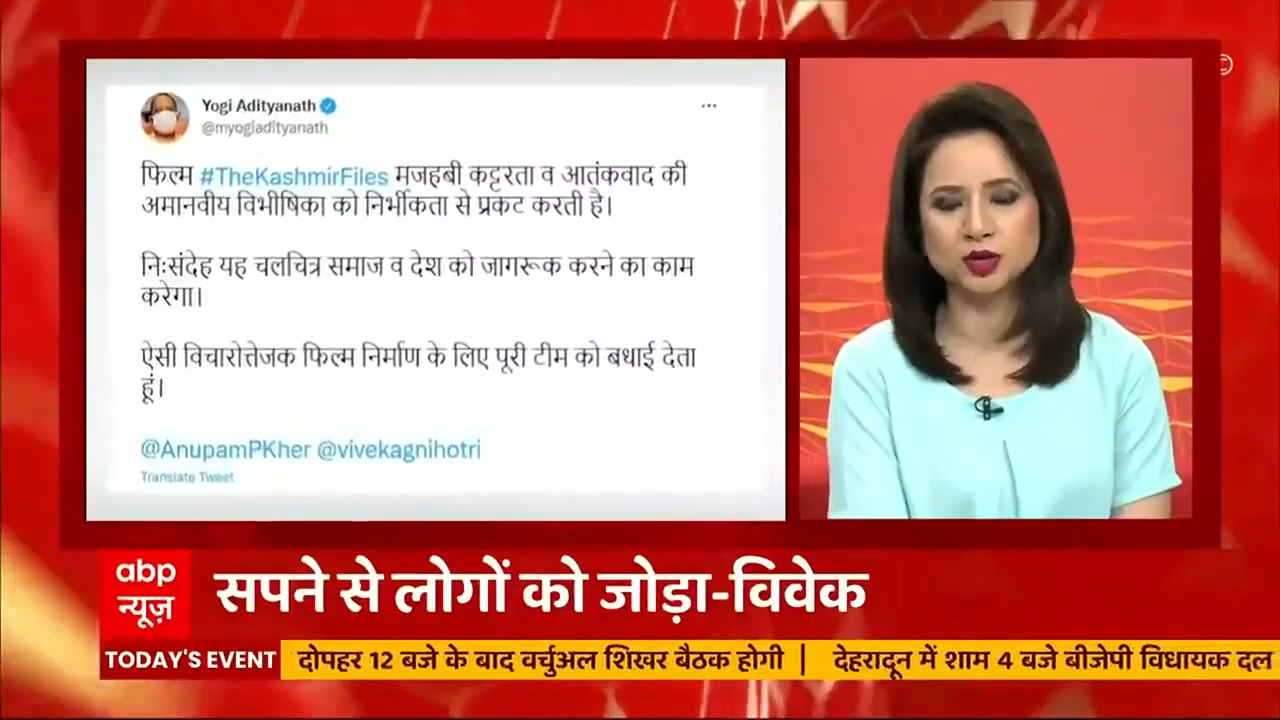 Yogi Adityanath
@myogiadityanath
फिल्म #TheKashmirFiles मजहबी कट्टरता व आतंकवाद की
अमानवीय विभीषिका को निर्भीकता से प्रकट करती है।
निःसंदेह यह चलचित्र समाज व देश को जागरूक करने का काम
करेगा।
ऐसी विचारोत्तेजक फिल्म निर्माण के लिए पूरी टीम को बधाई देता
हूं।
@AnupamPKher @vivekagnihotri
Translate Tweet
abp
न्यूज़
सपने से लोगों को जोड़ा-विवेक
TODAY'S EVENT दोपहर 12 बजे के बाद वर्चुअल शिखर बैठक होगी | देहरादून में शाम 4 बजे बीजेपी विधायक दल